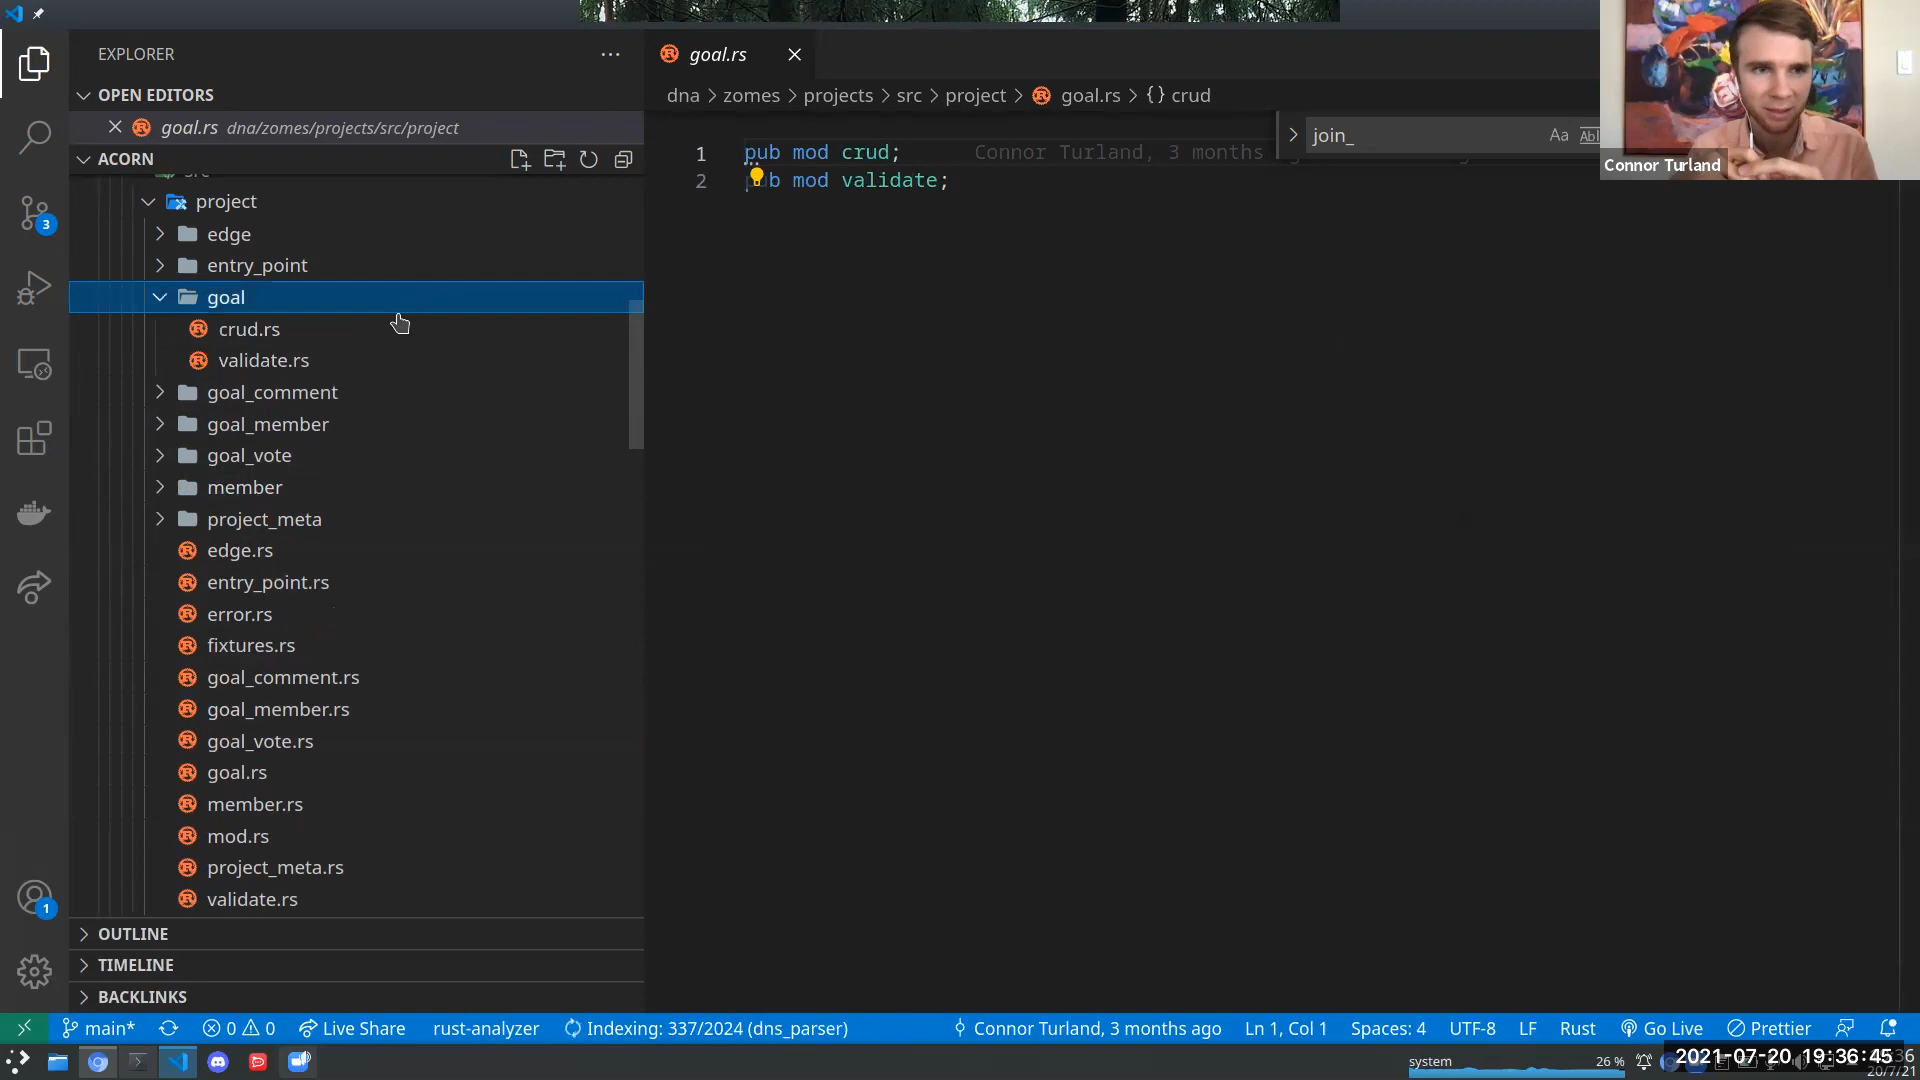 EXPLORER
OPEN EDITORS
goal.rs dna/zomes/projects/src/project
ACORN
project
edge
entry_point
goal
crud.rs
validate.rs
goal_comment
goal_member
goal_vote
member
project_meta
edge.rs
entry_point.rs
error.rs
fixtures.rs
goal_comment.rs
goal_member.rs
goal_vote.rs
goal.rs
member.rs
mod.rs
project_meta.rs
validate.rs
OUTLINE
TIMELINE
BACKLINKS
3
1
goal.rs
dna > zomes > projects > src > project > goal.rs > {} crud
join_ Aa Abl
1 pub mod crud; Connor Turland, 3 months
2 pub mod validate;
Connor Turland
main* 0 0 Live Share rust-analyzer Indexing: 337/2024 (dns_parser) Connor Turland, 3 months ago Ln 1, Col 1 Spaces: 4 UTF-8 LF Rust Go Live Prettier
system 26 % 2021-07-20 19:36:45 36
20/7/21